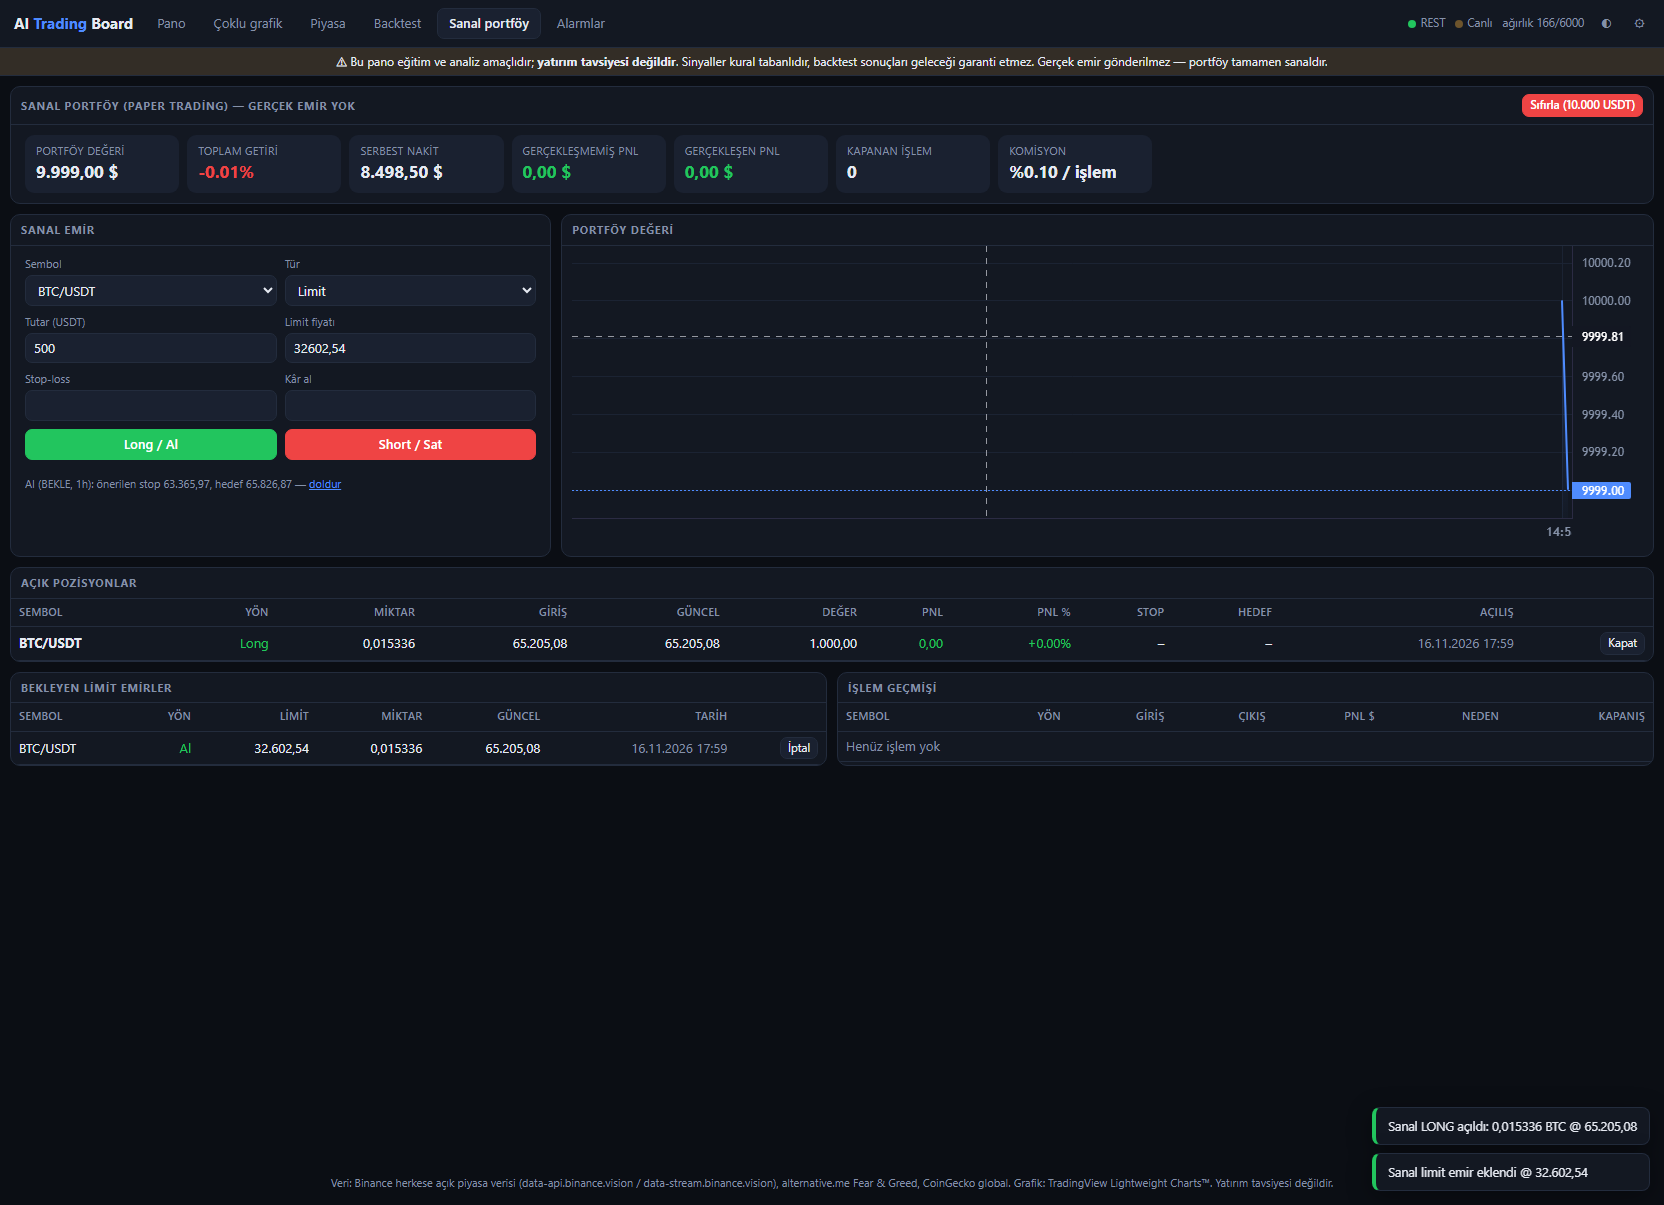 AI Trading Board Pano Çoklu grafik Piyasa Backtest Sanal portföy Alarmlar REST Canlı ağırlık 166/6000
⚠ Bu pano eğitim ve analiz amaçlıdır; yatırım tavsiyesi değildir. Sinyaller kural tabanlıdır, backtest sonuçları geleceği garanti etmez. Gerçek emir gönderilmez — portföy tamamen sanaldır.
SANAL PORTFÖY (PAPER TRADİNG) — GERÇEK EMİR YOK Sıfırla (10.000 USDT)
PORTFÖY DEĞERİ TOPLAM GETİRİ SERBEST NAKİT GERÇEKLEŞMEMİŞ PNL GERÇEKLEŞEN PNL KAPANAN İŞLEM KOMİSYON
9.999,00 $ -0.01% 8.498,50 $ 0,00 $ 0,00 $ 0 %0.10 / işlem
SANAL EMİR
Sembol Tür
BTC/USDT Limit
Tutar (USDT) Limit fiyatı
500 32602,54
Stop-loss Kâr al
Long / Al Short / Sat
AI (BEKLE, 1h): önerilen stop 63.365,97, hedef 65.826,87 — doldur
PORTFÖY DEĞERİ
10000.20
10000.00
9999.81
9999.60
9999.40
9999.20
9999.00
14:5
AÇIK POZİSYONLAR
SEMBOL YÖN MİKTAR GİRİŞ GÜNCEL DEĞER PNL PNL % STOP HEDEF AÇILIŞ
BTC/USDT Long 0,015336 65.205,08 65.205,08 1.000,00 0,00 +0.00% – – 16.11.2026 17:59 Kapat
BEKLEYEN LİMİT EMİRLER
SEMBOL YÖN LİMİT MİKTAR GÜNCEL TARİH
BTC/USDT Al 32.602,54 0,015336 65.205,08 16.11.2026 17:59 İptal
İŞLEM GEÇMİŞİ
SEMBOL YÖN GİRİŞ ÇIKIŞ PNL $ NEDEN KAPANIŞ
Henüz işlem yok
Sanal LONG açıldı: 0,015336 BTC @ 65.205,08
Sanal limit emir eklendi @ 32.602,54
Veri: Binance herkese açık piyasa verisi (data-api.binance.vision / data-stream.binance.vision), alternative.me Fear & Greed, CoinGecko global. Grafik: TradingView Lightweight Charts™. Yatırım tavsiyesi değildir.